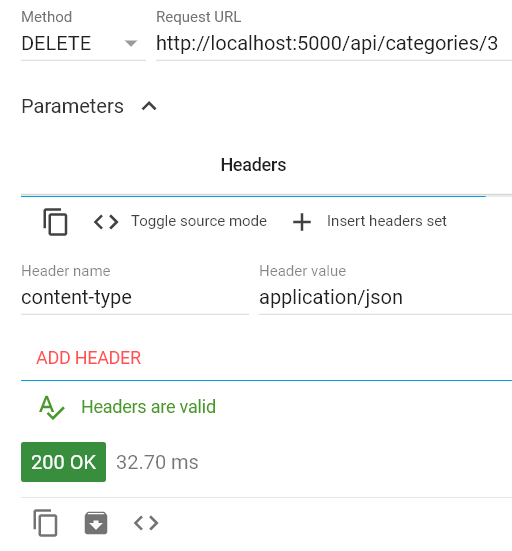 Method Request URL
DELETE http://localhost:5000/api/categories/3
Parameters
Headers
Toggle source mode Insert headers set
Header name Header value
content-type application/json
ADD HEADER
Headers are valid
200 OK 32.70 ms